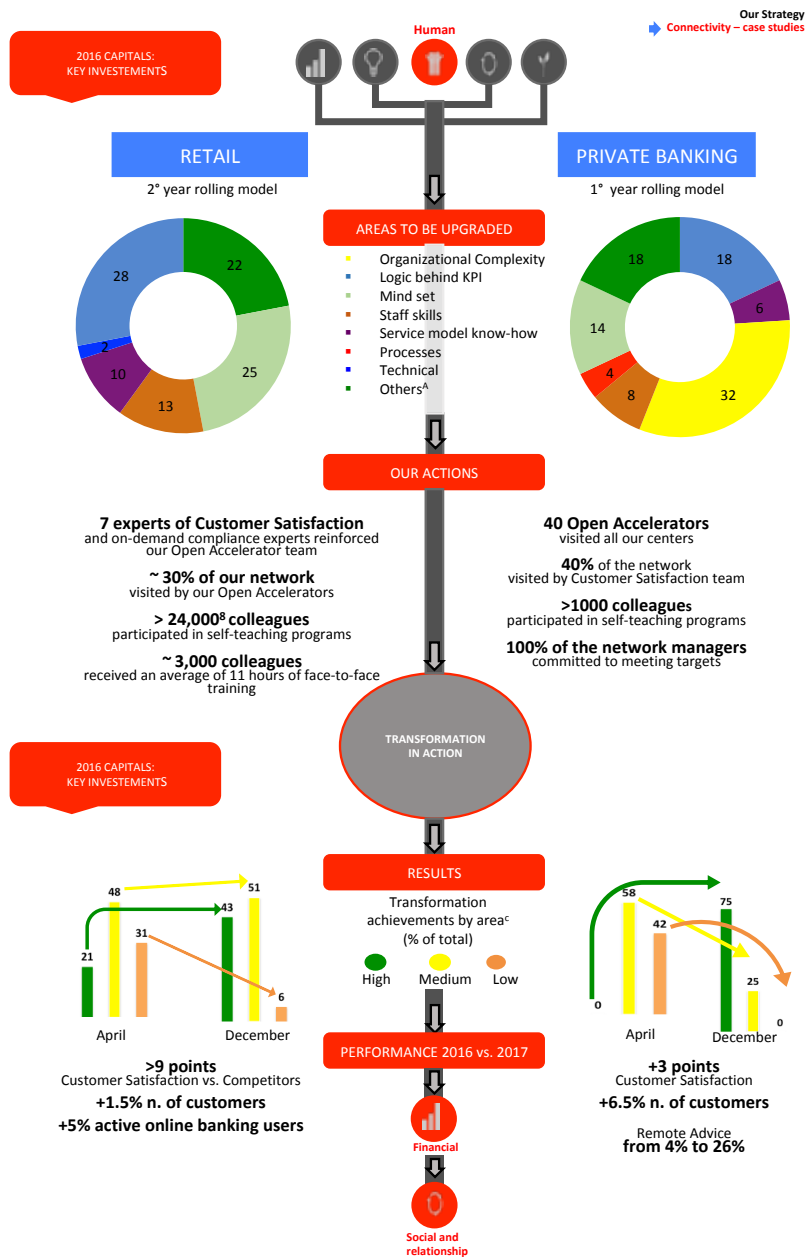 Our Strategy
Connectivity – case studies
2016 CAPITALS:
KEY INVESTEMENTS
Human
RETAIL
2° year rolling model
PRIVATE BANKING
1° year rolling model
28
22
2
10
13
25
AREAS TO BE UPGRADED
Organizational Complexity
Logic behind KPI
Mind set
Staff skills
Service model know-how
Processes
Technical
Others^A
18
18
6
14
4
8
32
OUR ACTIONS
7 experts of Customer Satisfaction
and on-demand compliance experts reinforced
our Open Accelerator team
~ 30% of our network
visited by our Open Accelerators
> 24,000^B colleagues
participated in self-teaching programs
~ 3,000 colleagues
received an average of 11 hours of face-to-face
training
40 Open Accelerators
visited all our centers
40% of the network
visited by Customer Satisfaction team
>1000 colleagues
participated in self-teaching programs
100% of the network managers
committed to meeting targets
TRANSFORMATION
IN ACTION
2016 CAPITALS:
KEY INVESTEMENTS
RESULTS
Transformation
achievements by area^c
(% of total)
High Medium Low
21
48
31
43
51
6
April December
0
58
42
75
25
0
April December
PERFORMANCE 2016 vs. 2017
>9 points
Customer Satisfaction vs. Competitors
+1.5% n. of customers
+5% active online banking users
+3 points
Customer Satisfaction
+6.5% n. of customers
Remote Advice
from 4% to 26%
Financial
Social and
relationship